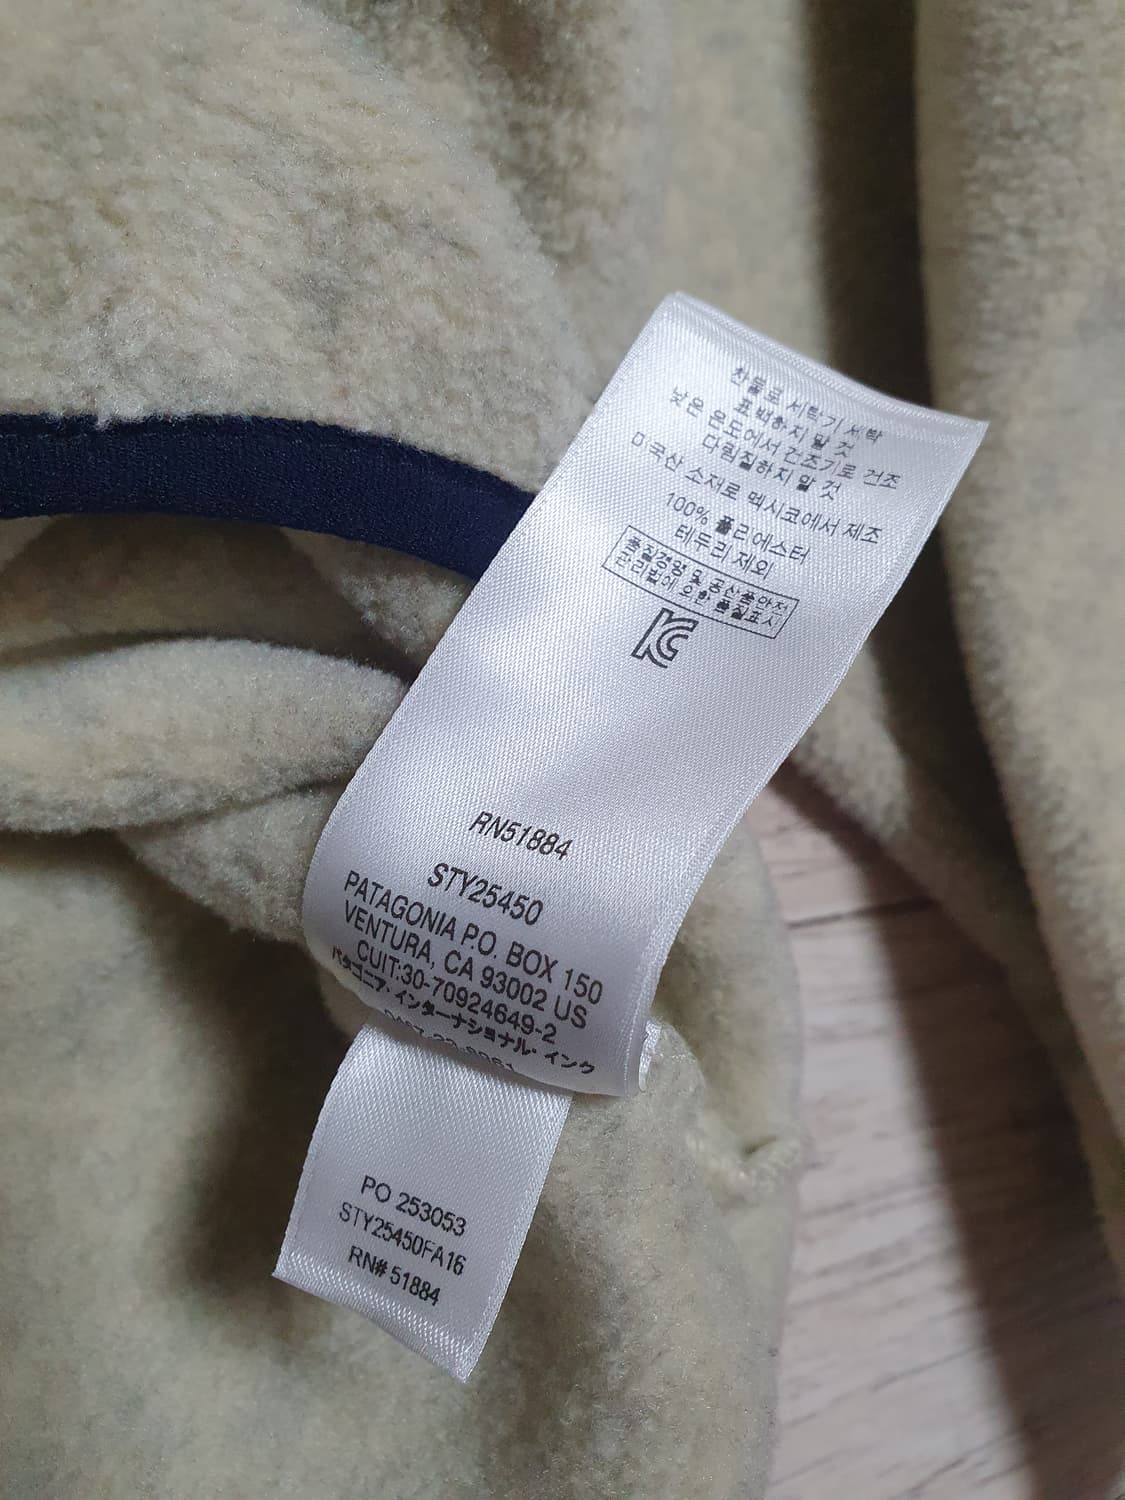 찬물로 세탁기 세탁
표백하지 말 것
낮은 온도에서 건조기로 건조
다림질하지 말 것
미국산 소재로 멕시코에서 제조
100% 폴리에스터
테두리 제외
품질경영 및 공산품안전
관리법에 의한 품질표시
KC
RN51884
STY25450
PATAGONIA P.O. BOX 150
VENTURA, CA 93002 US
CUIT:30-70924649-2
パタゴニア・インターナショナル・インク
PO 253053
STY25450FA16
RN# 51884